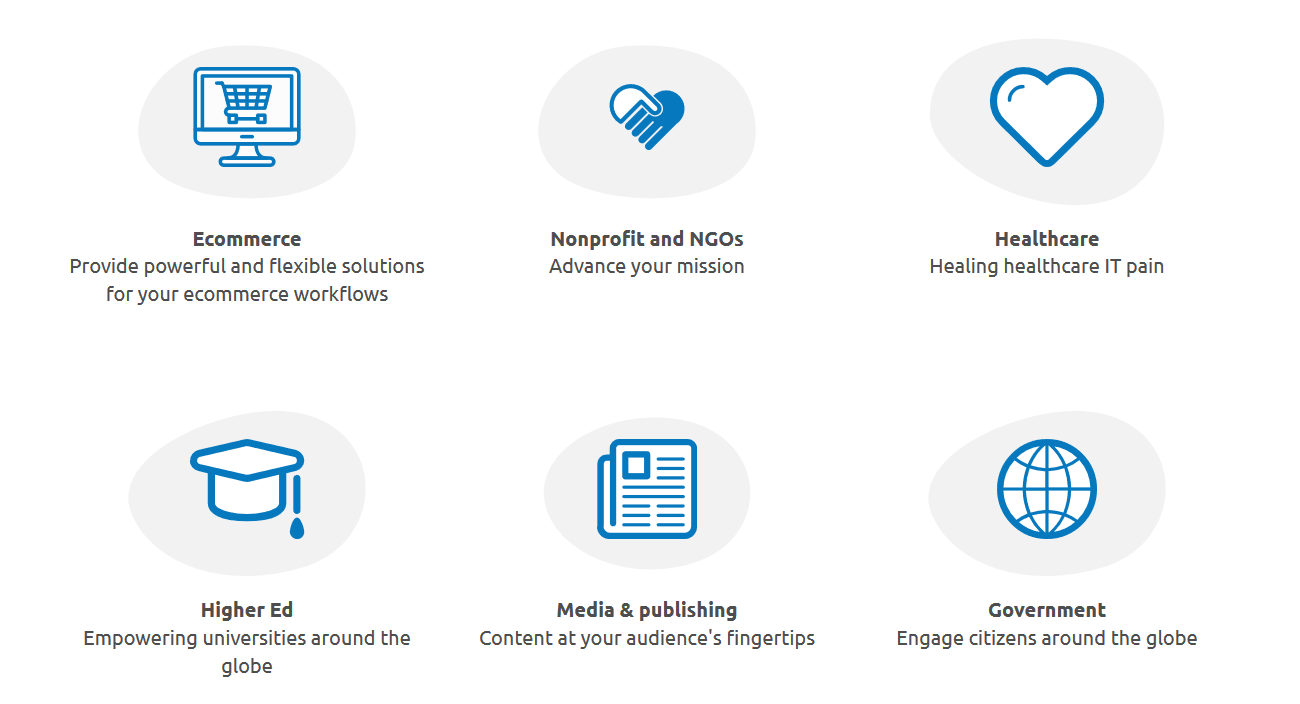 Ecommerce
Provide powerful and flexible solutions
for your ecommerce workflows
Nonprofit and NGOs
Advance your mission
Healthcare
Healing healthcare IT pain
Higher Ed
Empowering universities around the
globe
Media & publishing
Content at your audience's fingertips
Government
Engage citizens around the globe